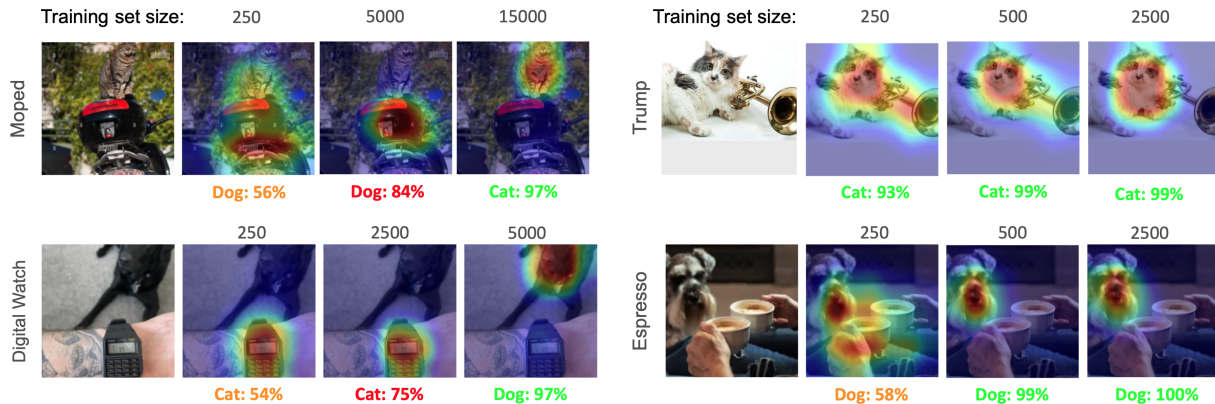 Training set size: 250 5000 15000
Moped
Dog: 56% Dog: 84% Cat: 97%
Training set size: 250 500 2500
Trump
Cat: 93% Cat: 99% Cat: 99%
250 2500 5000
Digital Watch
Cat: 54% Cat: 75% Dog: 97%
250 500 2500
Espresso
Dog: 58% Dog: 99% Dog: 100%